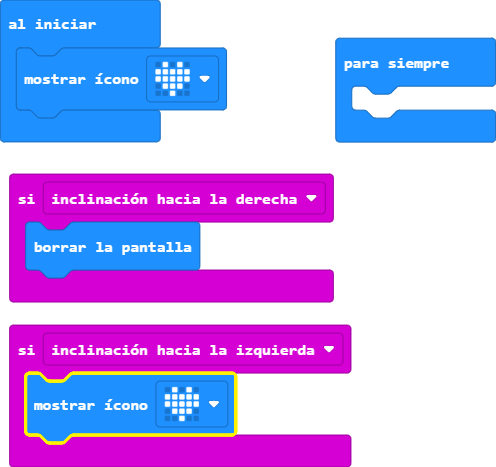 al iniciar
mostrar ícono
para siempre
si inclinación hacia la derecha
borrar la pantalla
si inclinación hacia la izquierda
mostrar ícono